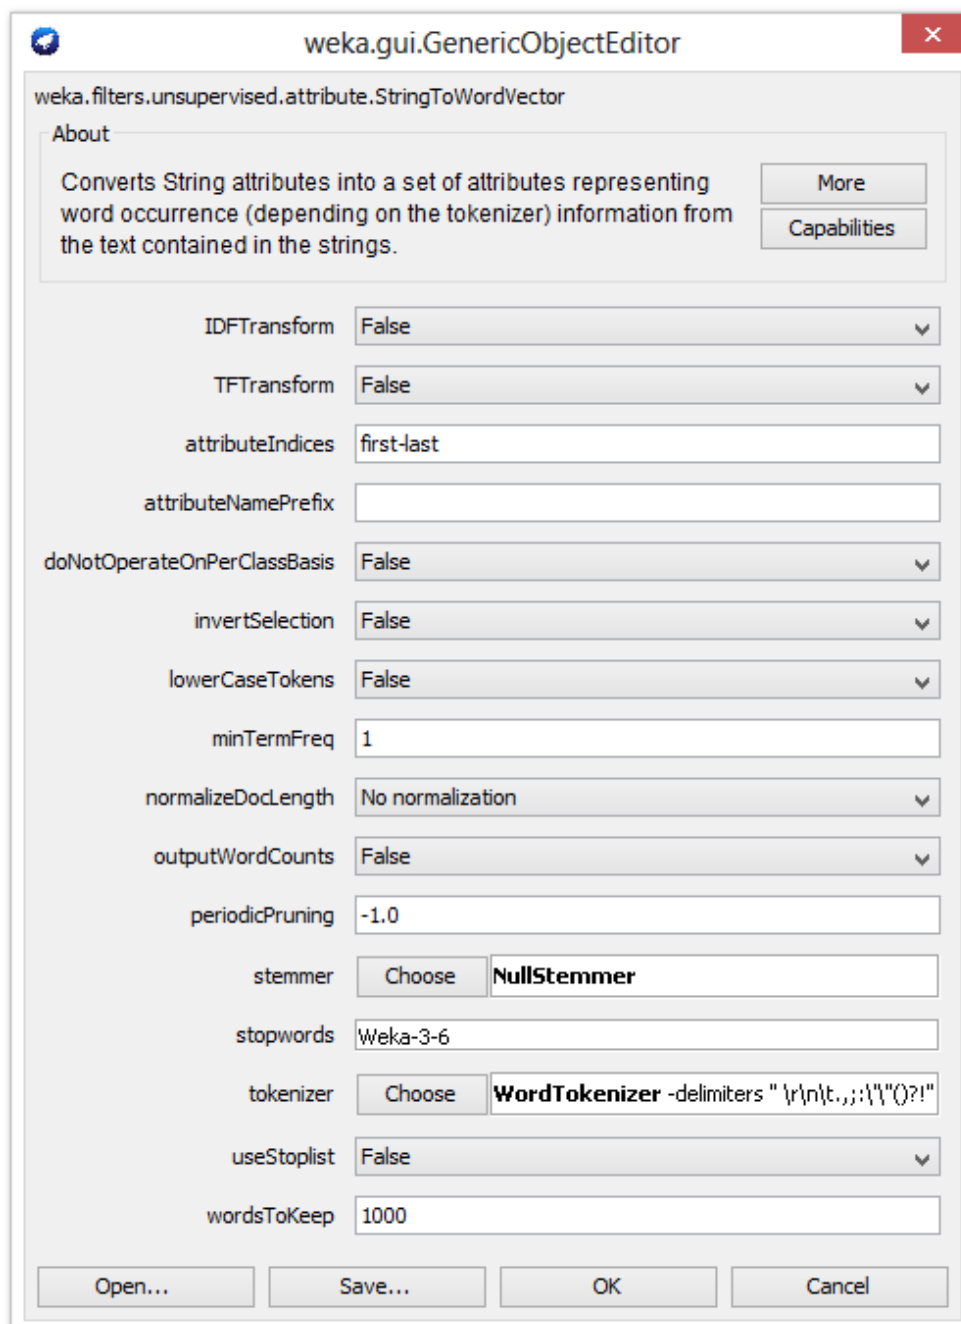 weka.gui.GenericObjectEditor
weka.filters.unsupervised.attribute.StringToWordVector
About
Converts String attributes into a set of attributes representing
word occurrence (depending on the tokenizer) information from
the text contained in the strings.
More
Capabilities
IDFTransform False
TFTransform False
attributeIndices first-last
attributeNamePrefix
doNotOperateOnPerClassBasis False
invertSelection False
lowerCaseTokens False
minTermFreq 1
normalizeDocLength No normalization
outputWordCounts False
periodicPruning -1.0
stemmer Choose NullStemmer
stopwords Weka-3-6
tokenizer Choose WordTokenizer -delimiters " \r\n\t.,;:\'\"()?!"
useStoplist False
wordsToKeep 1000
Open... Save... OK Cancel